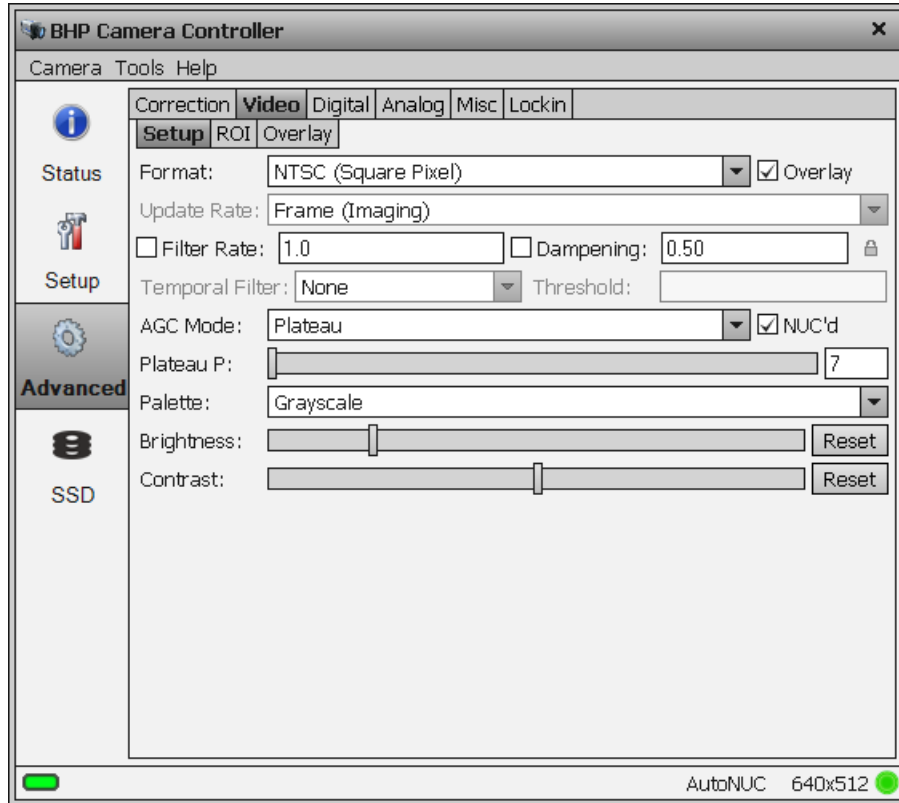 BHP Camera Controller
Camera Tools Help
Status
Setup
Advanced
SSD
Correction Video Digital Analog Misc Lockin
Setup ROI Overlay
Format: NTSC (Square Pixel) Overlay
Update Rate: Frame (Imaging)
Filter Rate: 1.0 Dampening: 0.50
Temporal Filter: None Threshold:
AGC Mode: Plateau NUC'd
Plateau P: 7
Palette: Grayscale
Brightness: Reset
Contrast: Reset
AutoNUC 640x512